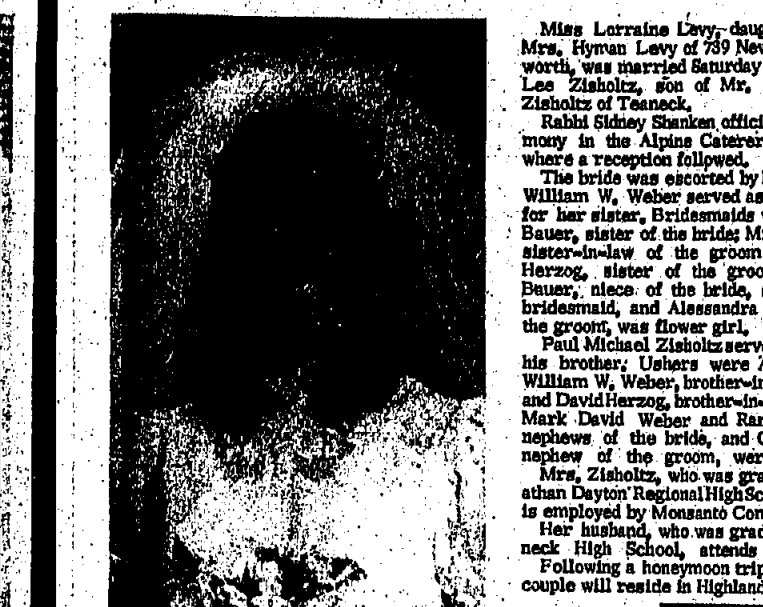 Miss Lorraine Levy, daug
Mrs. Hyman Levy of 739 New
worth, was married Saturday
Lee Zisholtz, son of Mr.
Zisholtz of Teaneck.
Rabbi Sidney Shanken offici
mony in the Alpine Caterer
where a reception followed.
The bride was escorted by
William W. Weber served as
for her sister. Bridesmaids
Bauer, sister of the bride; M
sister-in-law of the groom
Herzog, sister of the groo
Bauer, niece of the bride,
bridesmaid, and Alessandra
the groom, was flower girl.
Paul Michael Zisholtz serv
his brother. Ushers were
William W. Weber, brother-in
and David Herzog, brother-in-
Mark David Weber and Ran
nephews of the bride, and
nephew of the groom, were
Mrs. Zisholtz, who was gra
athan Dayton Regional High Sc
is employed by Monsanto Com
Her husband, who was grad
neck High School, attends
Following a honeymoon trip
couple will reside in Highland